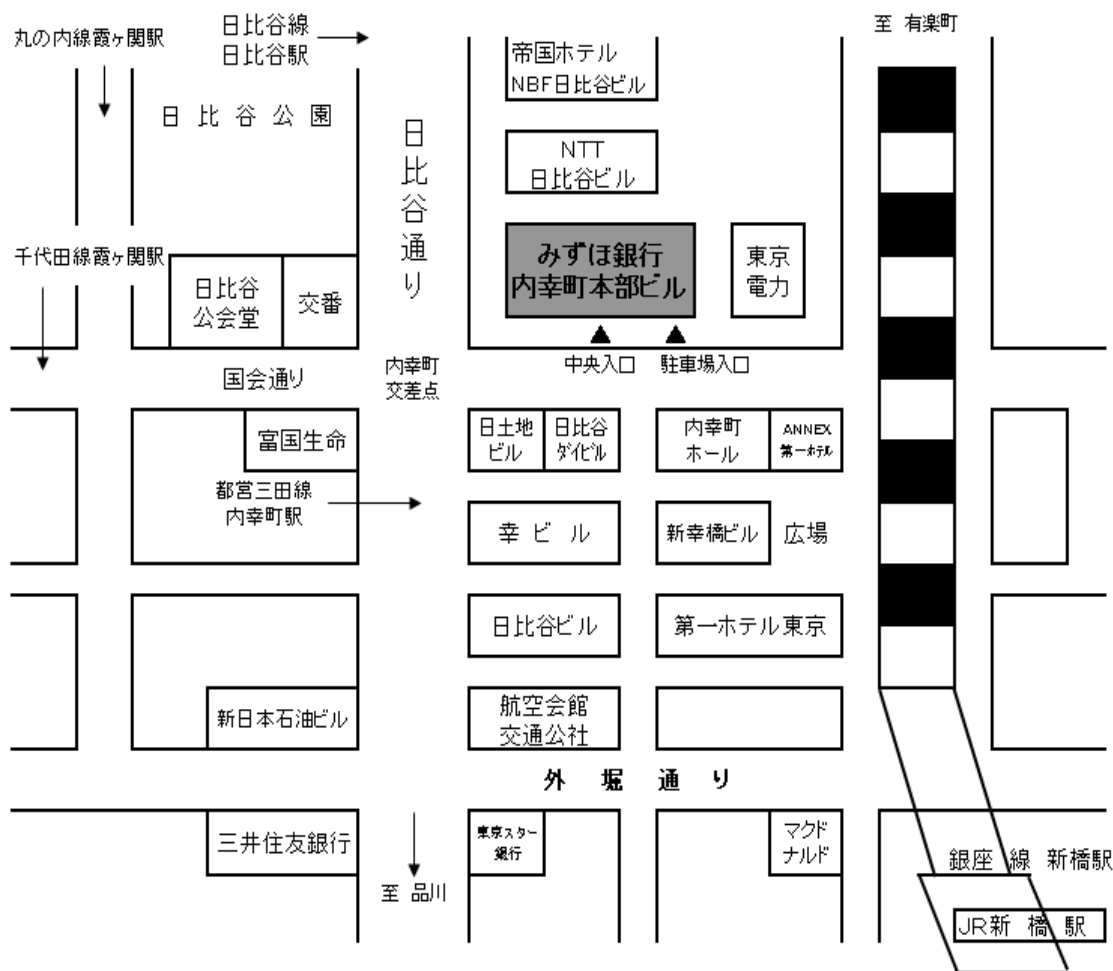 丸の内線霞ヶ関駅
日比谷線
日比谷駅
至 有楽町
帝国ホテル
NBF日比谷ビル
日比谷公園
日比谷通り
NTT
日比谷ビル
千代田線霞ヶ関駅
みずほ銀行
内幸町本部ビル
東京
電力
日比谷
公会堂
交番
中央入口
駐車場入口
国会通り
内幸町
交差点
富国生命
日土地
ビル
日比谷
ダイビル
内幸町
ホール
ANNEX
第一ホテル
都営三田線
内幸町駅
幸ビル
新幸橋ビル
広場
日比谷ビル
第一ホテル東京
新日本石油ビル
航空会館
交通公社
外堀通り
三井住友銀行
東京スター
銀行
マクド
ナルド
至 品川
銀座線 新橋駅
JR新橋駅